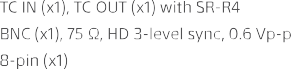 TC IN (x1), TC OUT (x1) with SR-R4
BNC (x1), 75 Ω, HD 3-level sync, 0.6 Vp-p
8-pin (x1)